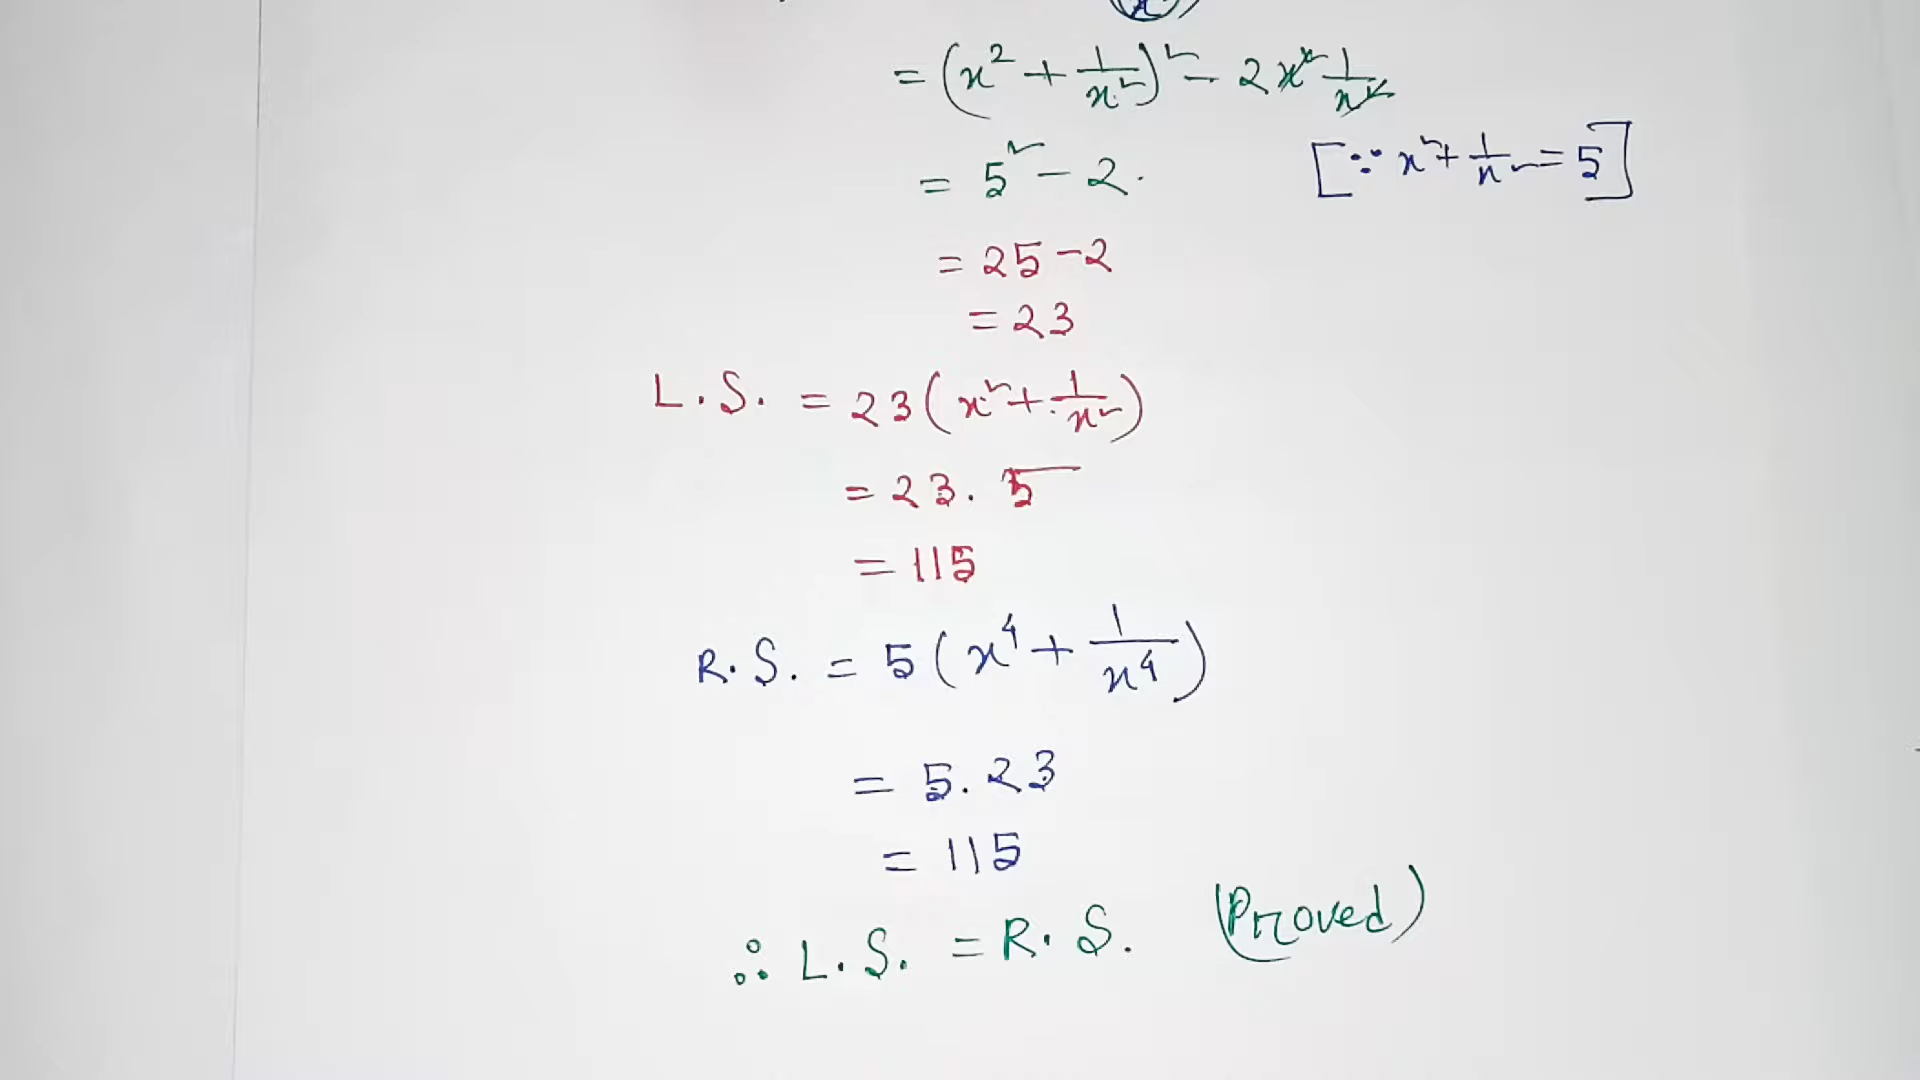 = (x² + 1/x²)² - 2x² 1/x²
= 5² - 2.
[∵ x² + 1/x² = 5]
= 25 - 2
= 23
L.S. = 23(x² + 1/x²)
= 23. 5
= 115
R.S. = 5(x⁴ + 1/x⁴)
= 5.23
= 115
∴ L.S. = R.S. (Proved)